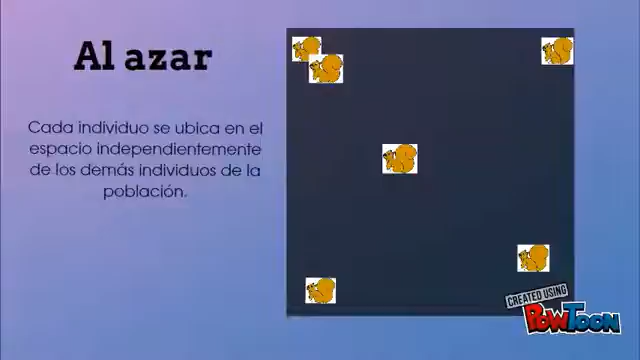 Al azar
Cada individuo se ubica en el
espacio independientemente
de los demás individuos de la
población.
CREATED USING
POWTOON